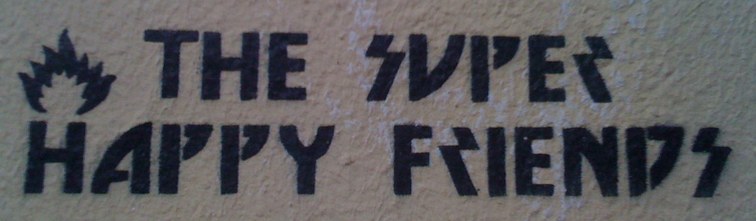 THE SUPER
HAPPY FRIENDS